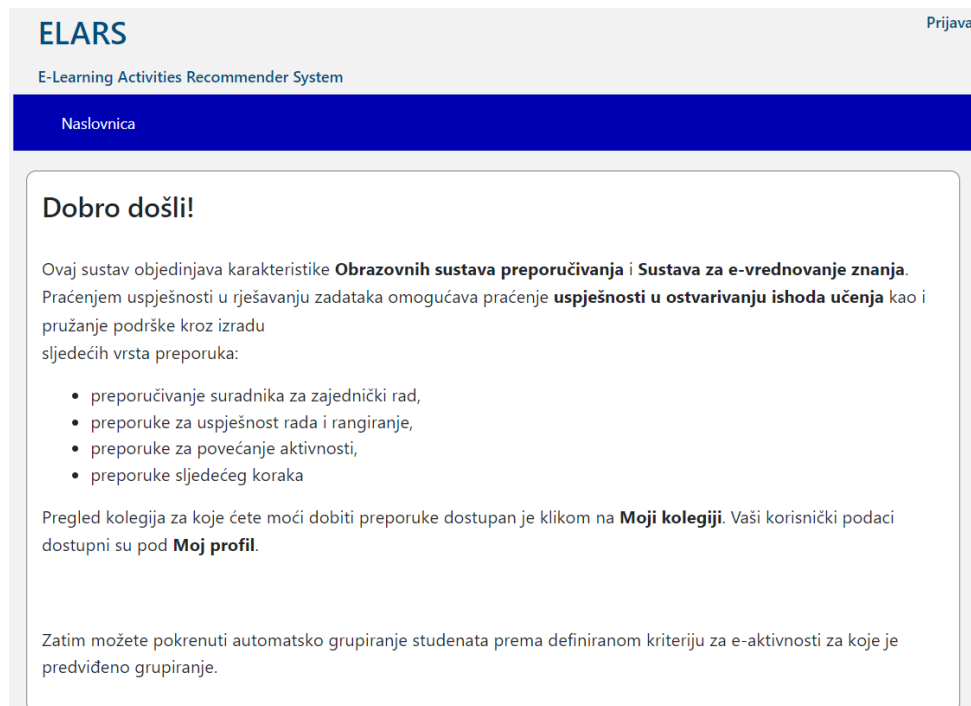 ELARS
Prijava
E-Learning Activities Recommender System
Naslovnica
Dobro došli!
Ovaj sustav objedinjava karakteristike Obrazovnih sustava preporučivanja i Sustava za e-vrednovanje znanja.
Praćenjem uspješnosti u rješavanju zadataka omogućava praćenje uspješnosti u ostvarivanju ishoda učenja kao i
pružanje podrške kroz izradu
sljedećih vrsta preporuka:
• preporučivanje suradnika za zajednički rad,
• preporuke za uspješnost rada i rangiranje,
• preporuke za povećanje aktivnosti,
• preporuke sljedećeg koraka
Pregled kolegija za koje ćete moći dobiti preporuke dostupan je klikom na Moji kolegiji. Vaši korisnički podaci
dostupni su pod Moj profil.
Zatim možete pokrenuti automatsko grupiranje studenata prema definiranom kriteriju za e-aktivnosti za koje je
predviđeno grupiranje.